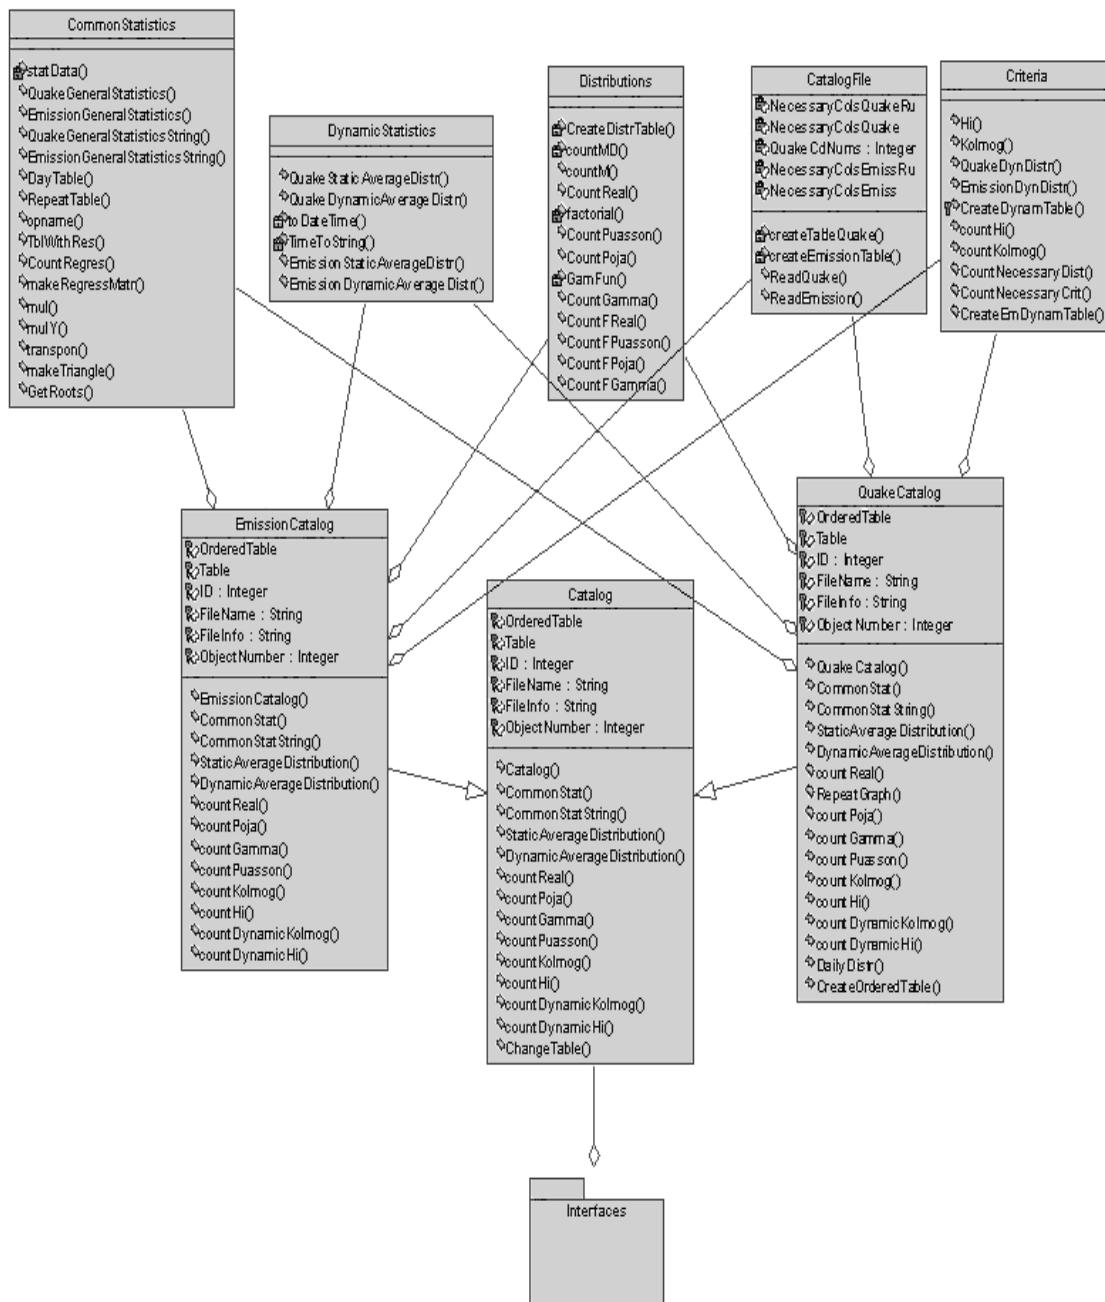 CommonStatistics
statData()
QuakeGeneralStatistics()
EmissionGeneralStatistics()
QuakeGeneralStatisticsString()
EmissionGeneralStatisticsString()
DayTable()
RepeatTable()
opname()
TblWithRes()
CountRegres()
makeRegressMatr()
mul()
mulY()
transpon()
makeTriangle()
GetRoots()
DynamicStatistics
QuakeStaticAverageDistr()
QuakeDynamicAverageDistr()
toDateTime()
TimeToString()
EmissionStaticAverageDistr()
EmissionDynamicAverageDistr()
Distributions
CreateDistrTable()
countMD()
countM()
CountReal()
factorial()
CountPuasson()
CountPoja()
GamFun()
CountGamma()
CountFReal()
CountFPuasson()
CountFPoja()
CountFGamma()
CatalogFile
NecessaryColsQuakeRu
NecessaryColsQuake
QuakeCdNums : Integer
NecessaryColsEmissRu
NecessaryColsEmiss
createTableQuake()
createEmissionTable()
ReadQuake()
ReadEmission()
Criteria
Hi()
Kolmog()
QuakeDynDistr()
EmissionDynDistr()
CreateDynamTable()
countHi()
countKolmog()
CountNecessaryDist()
CountNecessaryCrit()
CreateEmDynamTable()
EmissionCatalog
OrderedTable
Table
ID : Integer
FileName : String
FileInfo : String
ObjectNumber : Integer
EmissionCatalog()
CommonStat()
CommonStatString()
StaticAverageDistribution()
DynamicAverageDistribution()
countReal()
countPoja()
countGamma()
countPuasson()
countKolmog()
countHi()
countDynamicKolmog()
countDynamicHi()
Catalog
OrderedTable
Table
ID : Integer
FileName : String
FileInfo : String
ObjectNumber : Integer
Catalog()
CommonStat()
CommonStatString()
StaticAverageDistribution()
DynamicAverageDistribution()
countReal()
countPoja()
countGamma()
countPuasson()
countKolmog()
countHi()
countDynamicKolmog()
countDynamicHi()
ChangeTable()
QuakeCatalog
OrderedTable
Table
ID : Integer
FileName : String
FileInfo : String
ObjectNumber : Integer
QuakeCatalog()
CommonStat()
CommonStatString()
StaticAverageDistribution()
DynamicAverageDistribution()
countReal()
RepeatGraph()
countPoja()
countGamma()
countPuasson()
countKolmog()
countHi()
countDynamicKolmog()
countDynamicHi()
DailyDistr()
CreateOrderedTable()
Interfaces